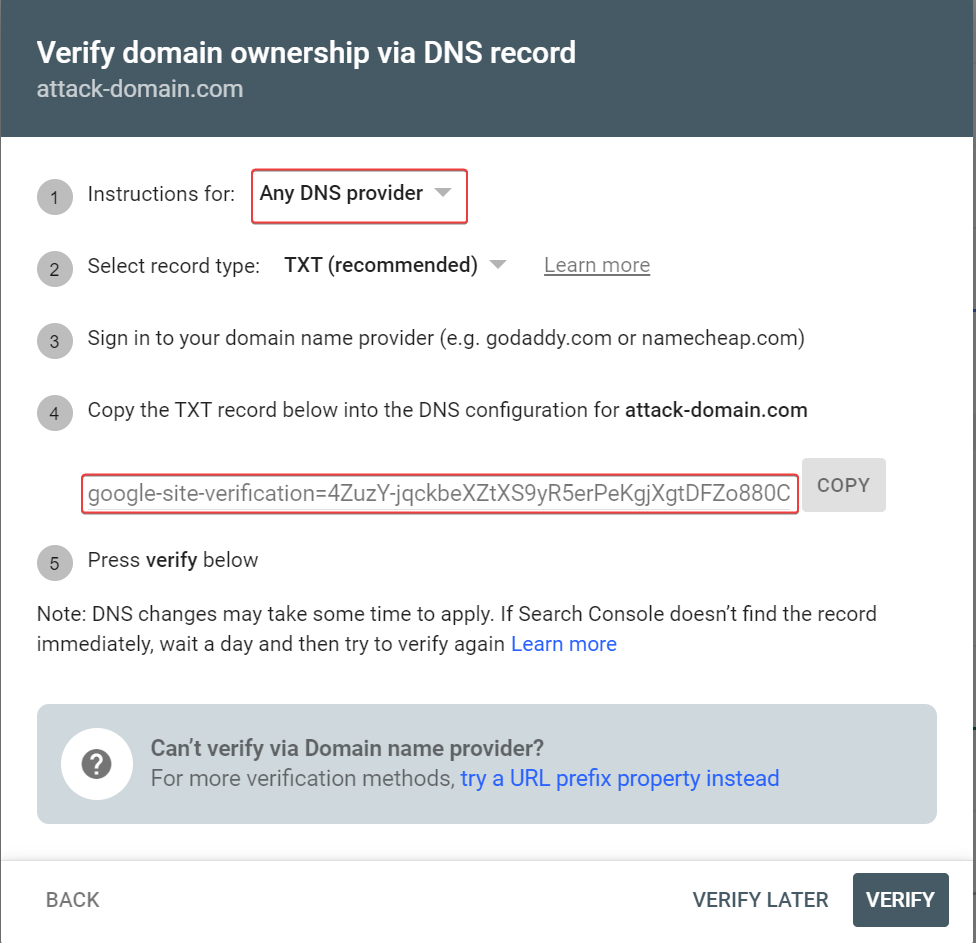 Verify domain ownership via DNS record
attack-domain.com
1 Instructions for: Any DNS provider
2 Select record type: TXT (recommended) Learn more
3 Sign in to your domain name provider (e.g. godaddy.com or namecheap.com)
4 Copy the TXT record below into the DNS configuration for attack-domain.com
google-site-verification=4ZuzY-jqckbeXZtXS9yR5erPeKgjXgtDFZo880C
COPY
5 Press verify below
Note: DNS changes may take some time to apply. If Search Console doesn’t find the record
immediately, wait a day and then try to verify again Learn more
?
Can’t verify via Domain name provider?
For more verification methods, try a URL prefix property instead
BACK VERIFY LATER VERIFY